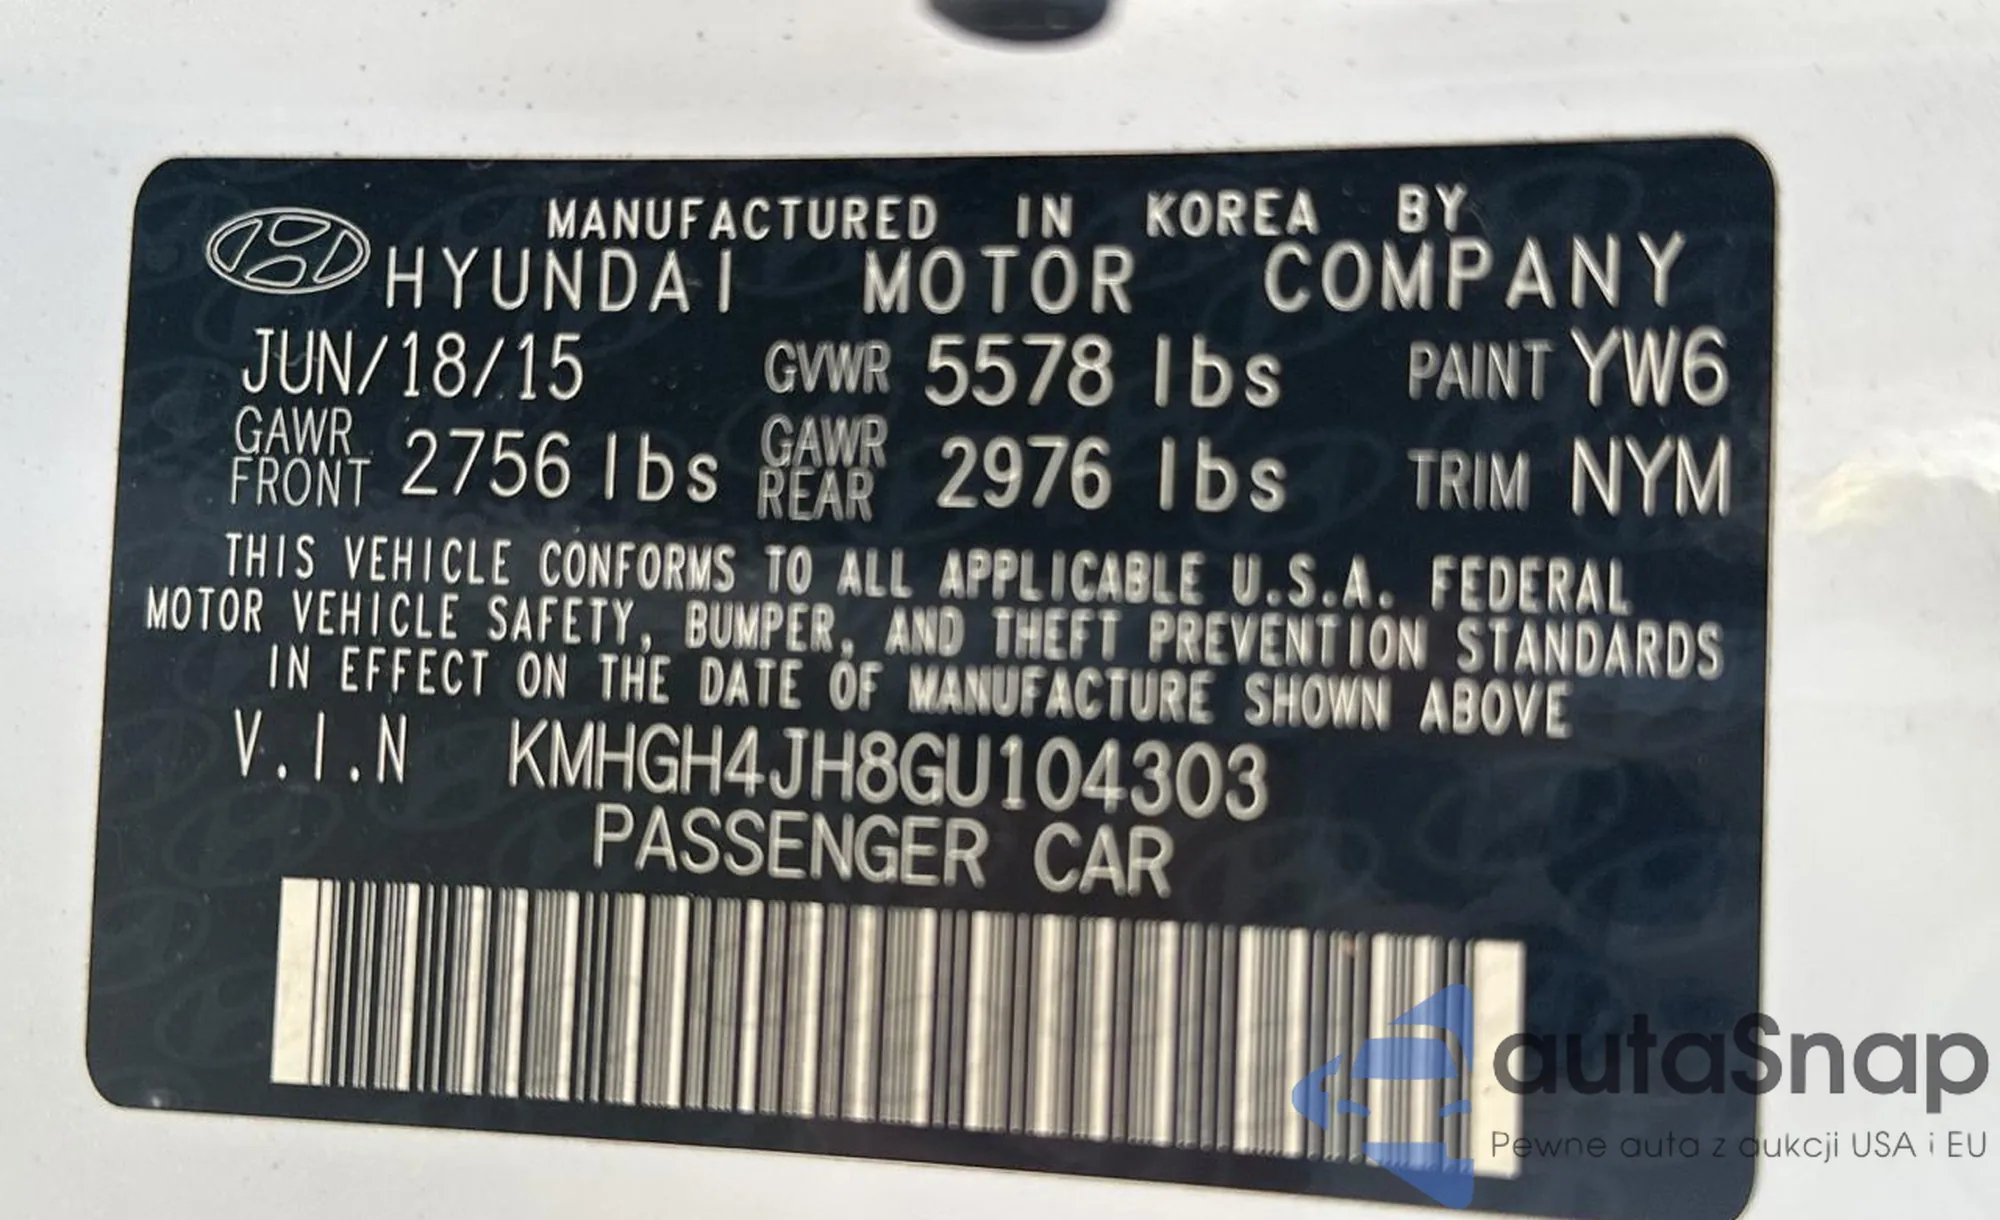 MANUFACTURED IN KOREA BY
HYUNDAI MOTOR COMPANY
JUN/18/15 GVWR 5578 lbs PAINT YW6
GAWR FRONT 2756 lbs GAWR REAR 2976 lbs TRIM NYM
THIS VEHICLE CONFORMS TO ALL APPLICABLE U.S.A. FEDERAL
MOTOR VEHICLE SAFETY, BUMPER, AND THEFT PREVENTION STANDARDS
IN EFFECT ON THE DATE OF MANUFACTURE SHOWN ABOVE
V.I.N KMHGH4JH8GU104303
PASSENGER CAR
autaSnap
Pewne auta z aukcji USA i EU